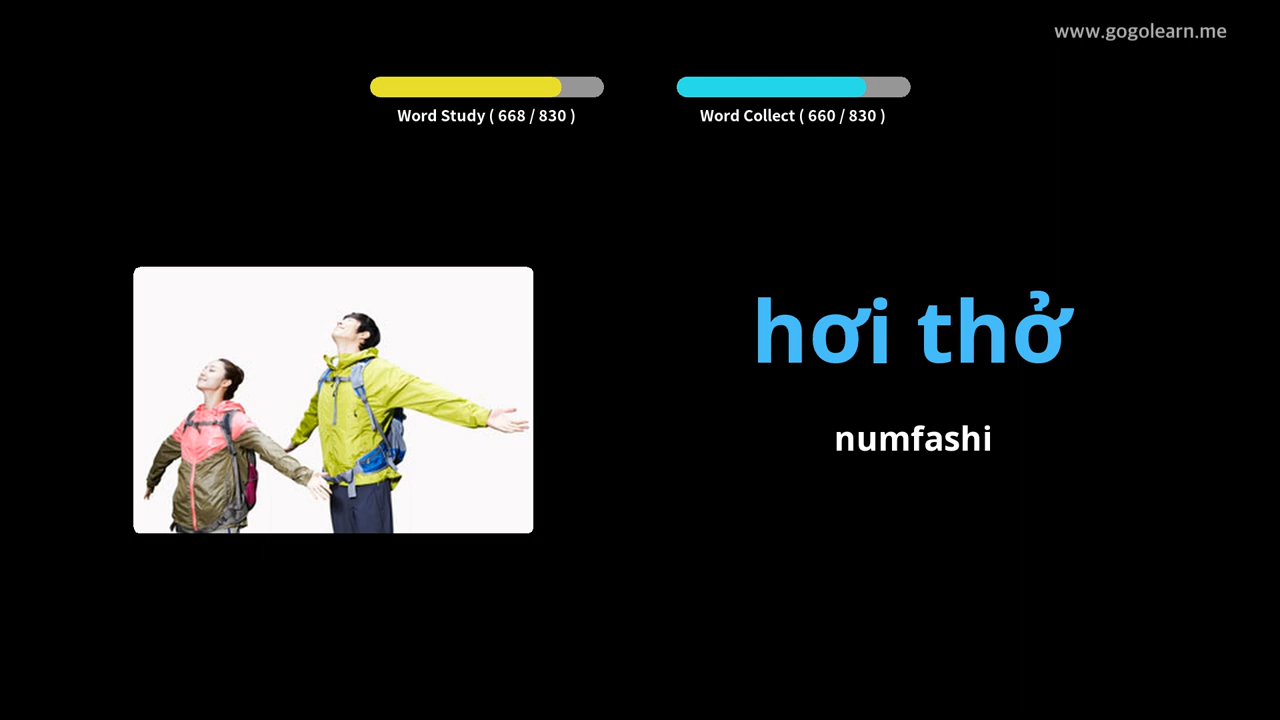 www.gogolearn.me
Word Study ( 668 / 830 )
Word Collect ( 660 / 830 )
hơi thở
numfashi